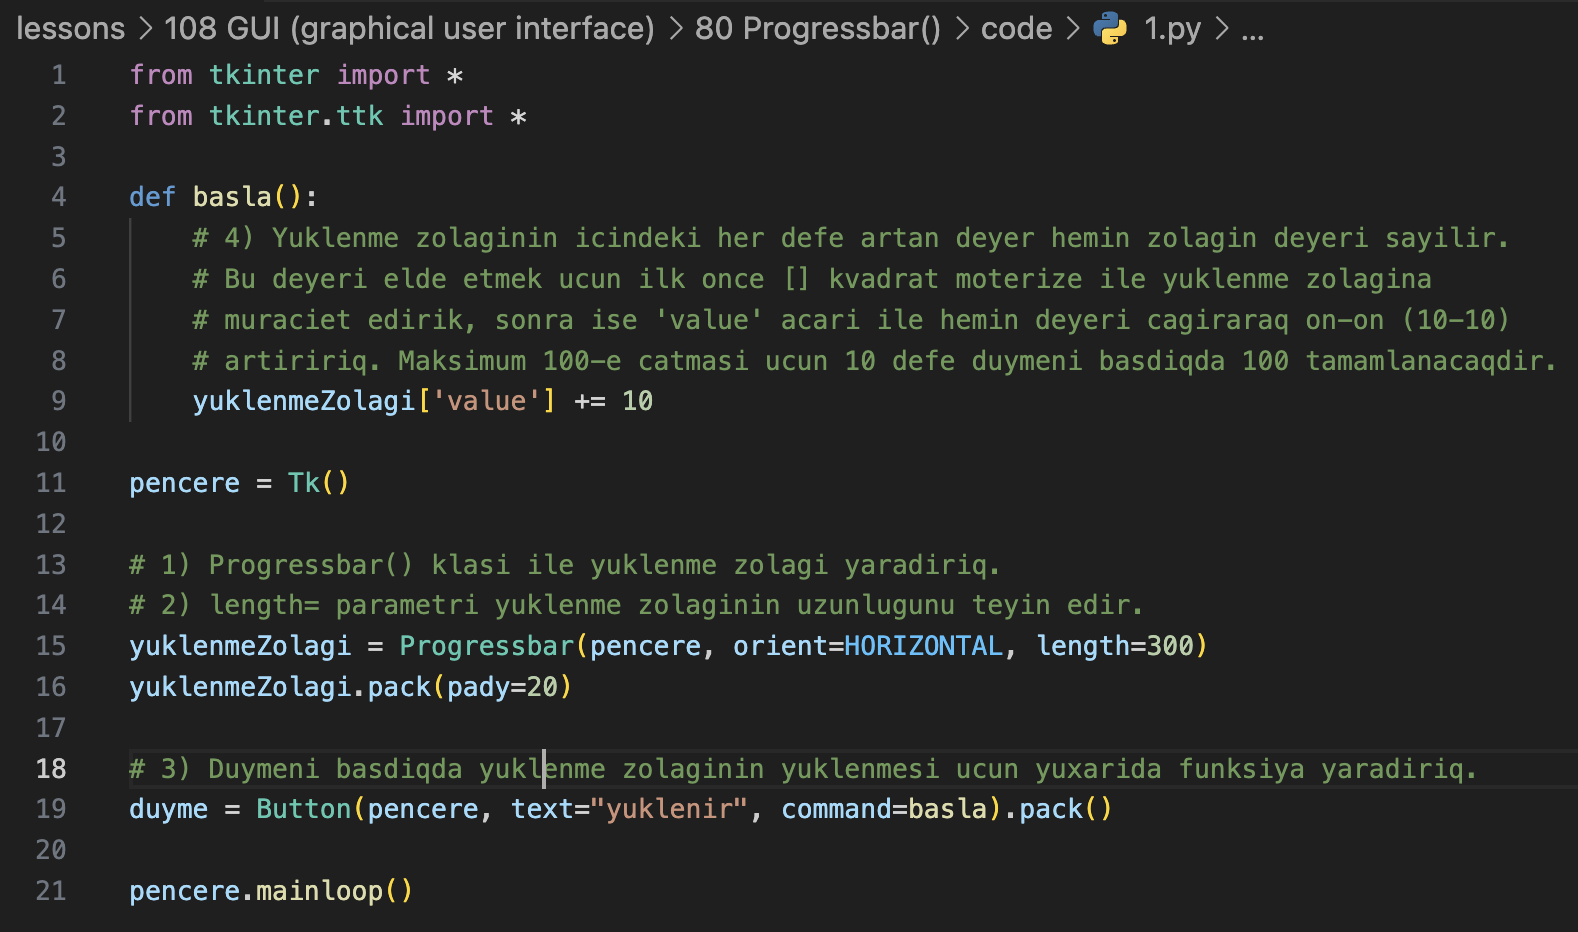 lessons > 108 GUI (graphical user interface) > 80 Progressbar() > code > 1.py > ...
1 from tkinter import *
2 from tkinter.ttk import *
3
4 def basla():
5     # 4) Yuklenme zolaginin icindeki her defe artan deyer hemin zolagin deyeri sayilir.
6     # Bu deyeri elde etmek ucun ilk once [] kvadrat moterize ile yuklenme zolagina
7     # muraciet edirik, sonra ise 'value' acari ile hemin deyeri cagiraraq on-on (10-10)
8     # artiririq. Maksimum 100-e catmasi ucun 10 defe duymeni basdiqda 100 tamamlanacaqdir.
9     yuklenmeZolagi['value'] += 10
10
11 pencere = Tk()
12
13 # 1) Progressbar() klasi ile yuklenme zolagi yaradiriq.
14 # 2) length= parametri yuklenme zolaginin uzunlugunu teyin edir.
15 yuklenmeZolagi = Progressbar(pencere, orient=HORIZONTAL, length=300)
16 yuklenmeZolagi.pack(pady=20)
17
18 # 3) Duymeni basdiqda yuklenme zolaginin yuklenmesi ucun yuxarida funksiya yaradiriq.
19 duyme = Button(pencere, text="yuklenir", command=basla).pack()
20
21 pencere.mainloop()